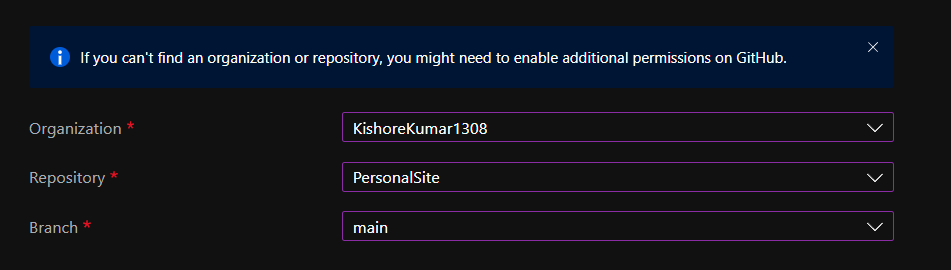 If you can't find an organization or repository, you might need to enable additional permissions on GitHub.
Organization * KishoreKumar1308
Repository * PersonalSite
Branch * main